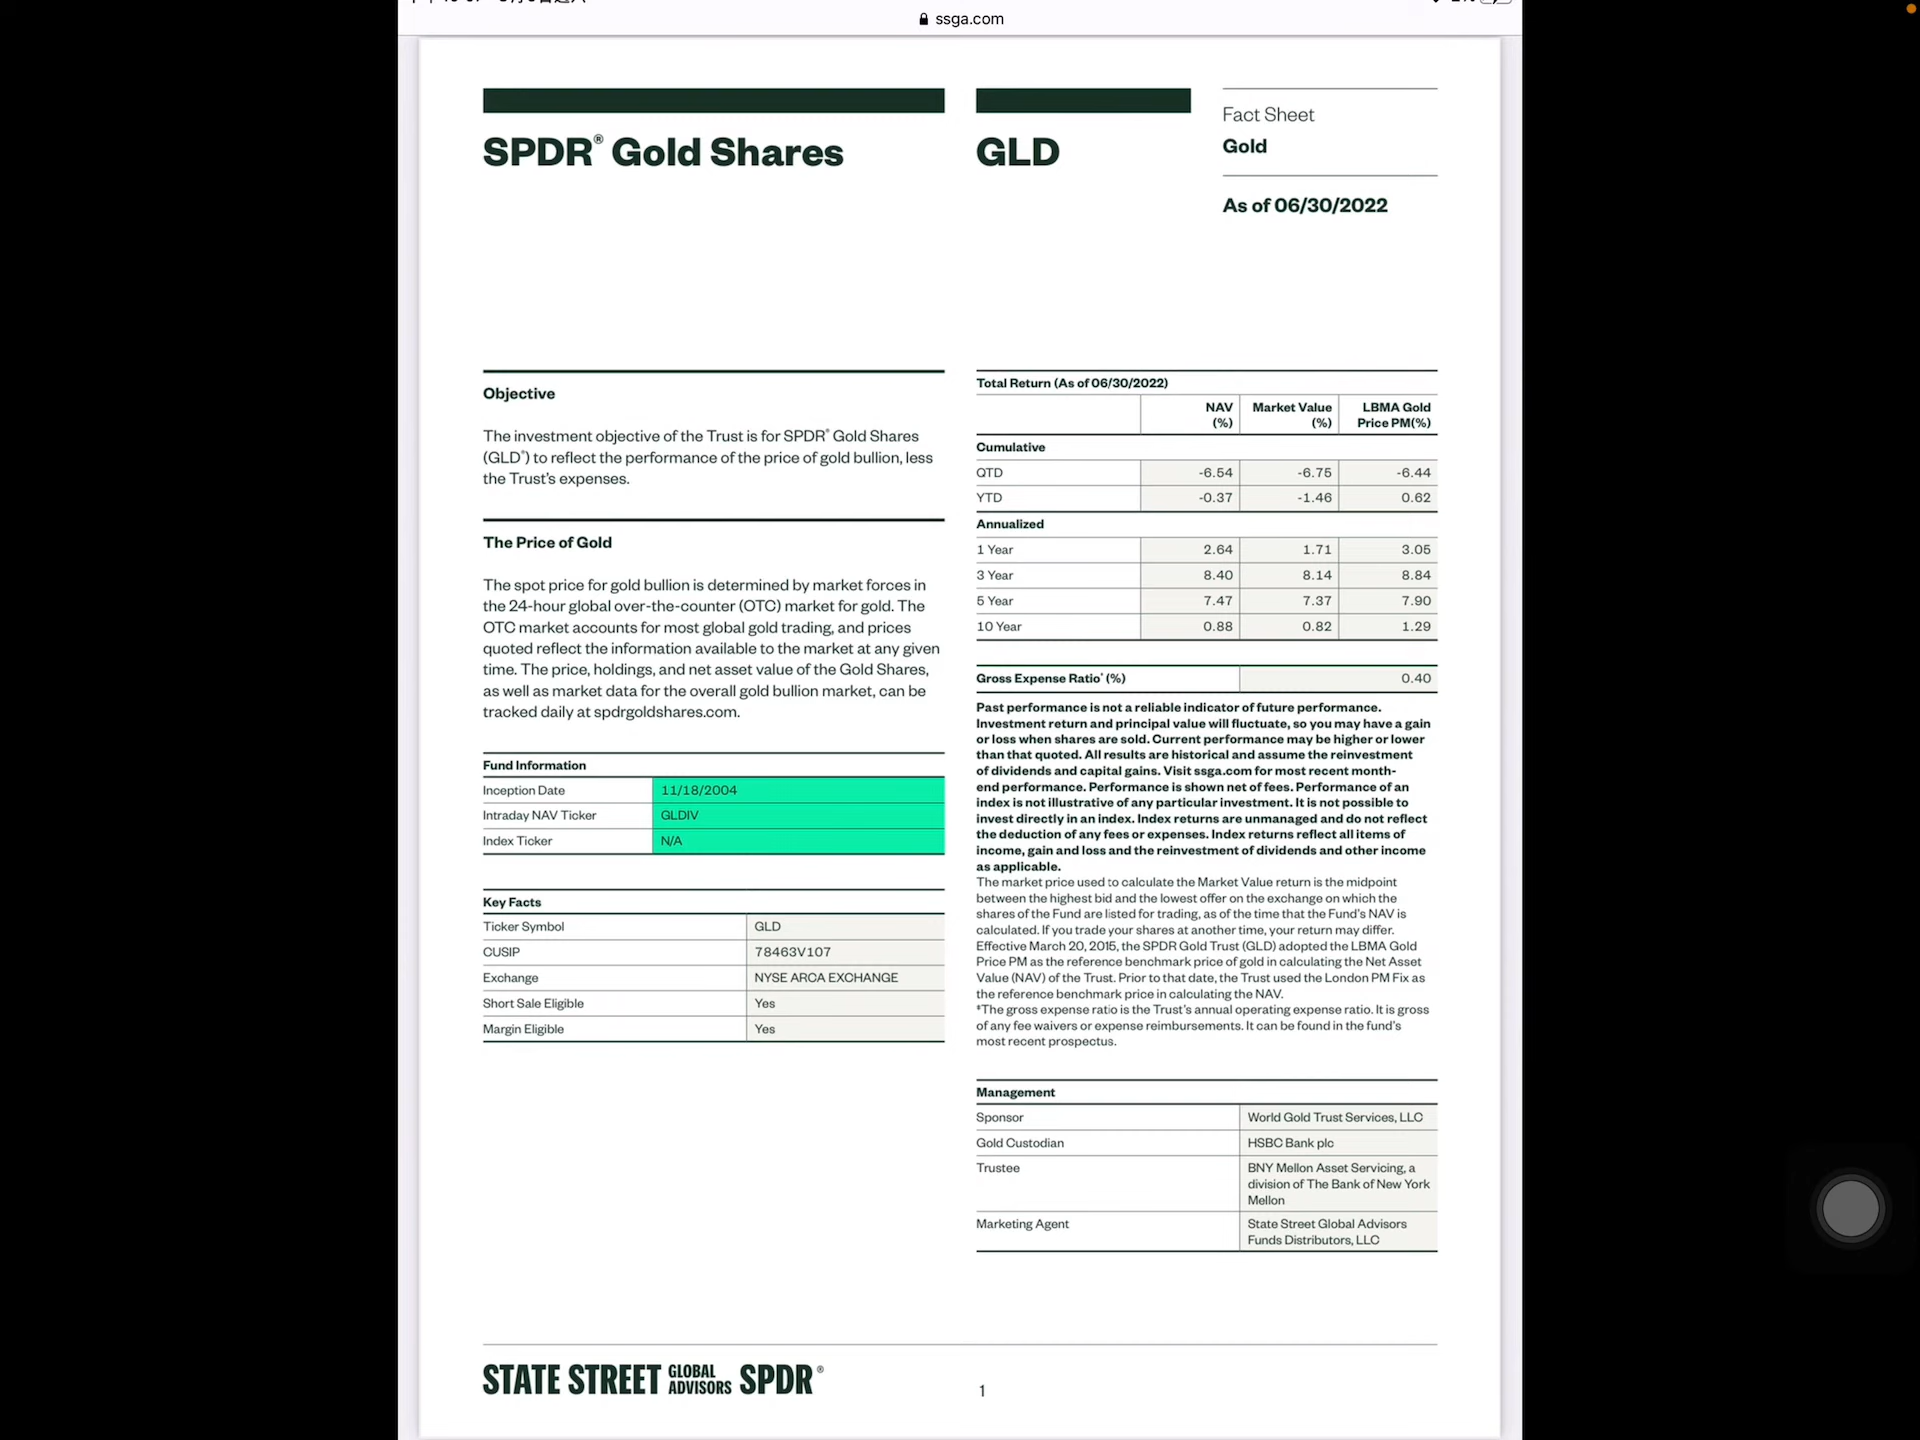 ssga.com
SPDR® Gold Shares
GLD
Fact Sheet
Gold
As of 06/30/2022
Objective
The investment objective of the Trust is for SPDR® Gold Shares
(GLD®) to reflect the performance of the price of gold bullion, less
the Trust's expenses.
The Price of Gold
The spot price for gold bullion is determined by market forces in
the 24-hour global over-the-counter (OTC) market for gold. The
OTC market accounts for most global gold trading, and prices
quoted reflect the information available to the market at any given
time. The price, holdings, and net asset value of the Gold Shares,
as well as market data for the overall gold bullion market, can be
tracked daily at spdrgoldshares.com.
Fund Information
Inception Date 11/18/2004
Intraday NAV Ticker GLDIV
Index Ticker N/A
Key Facts
Ticker Symbol GLD
CUSIP 78463V107
Exchange NYSE ARCA EXCHANGE
Short Sale Eligible Yes
Margin Eligible Yes
Total Return (As of 06/30/2022)
NAV (%) Market Value (%) LBMA Gold Price PM(%)
Cumulative
QTD -6.54 -6.75 -6.44
YTD -0.37 -1.46 0.62
Annualized
1 Year 2.64 1.71 3.05
3 Year 8.40 8.14 8.84
5 Year 7.47 7.37 7.90
10 Year 0.88 0.82 1.29
Gross Expense Ratio* (%) 0.40
Past performance is not a reliable indicator of future performance.
Investment return and principal value will fluctuate, so you may have a gain
or loss when shares are sold. Current performance may be higher or lower
than that quoted. All results are historical and assume the reinvestment
of dividends and capital gains. Visit ssga.com for most recent month-
end performance. Performance is shown net of fees. Performance of an
index is not illustrative of any particular investment. It is not possible to
invest directly in an index. Index returns are unmanaged and do not reflect
the deduction of any fees or expenses. Index returns reflect all items of
income, gain and loss and the reinvestment of dividends and other income
as applicable.
The market price used to calculate the Market Value return is the midpoint
between the highest bid and the lowest offer on the exchange on which the
shares of the Fund are listed for trading, as of the time that the Fund's NAV is
calculated. If you trade your shares at another time, your return may differ.
Effective March 20, 2015, the SPDR Gold Trust (GLD) adopted the LBMA Gold
Price PM as the reference benchmark price of gold in calculating the Net Asset
Value (NAV) of the Trust. Prior to that date, the Trust used the London PM Fix as
the reference benchmark price in calculating the NAV.
*The gross expense ratio is the Trust's annual operating expense ratio. It is gross
of any fee waivers or expense reimbursements. It can be found in the fund's
most recent prospectus.
Management
Sponsor World Gold Trust Services, LLC
Gold Custodian HSBC Bank plc
Trustee BNY Mellon Asset Servicing, a
division of The Bank of New York
Mellon
Marketing Agent State Street Global Advisors
Funds Distributors, LLC
STATE STREET GLOBAL ADVISORS SPDR®
1